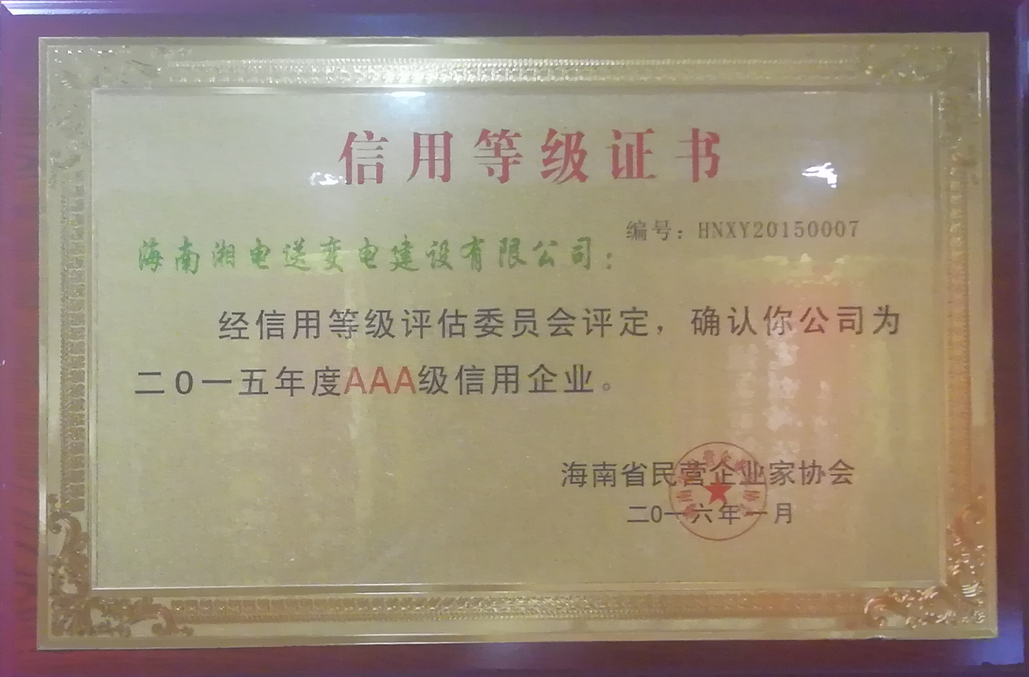 信用等级证书
编号：HNXY20150007
海南湘电送变电建设有限公司：
经信用等级评估委员会评定，确认你公司为
二0一五年度AAA级信用企业。
海南省民营企业家协会
二0一六年一月